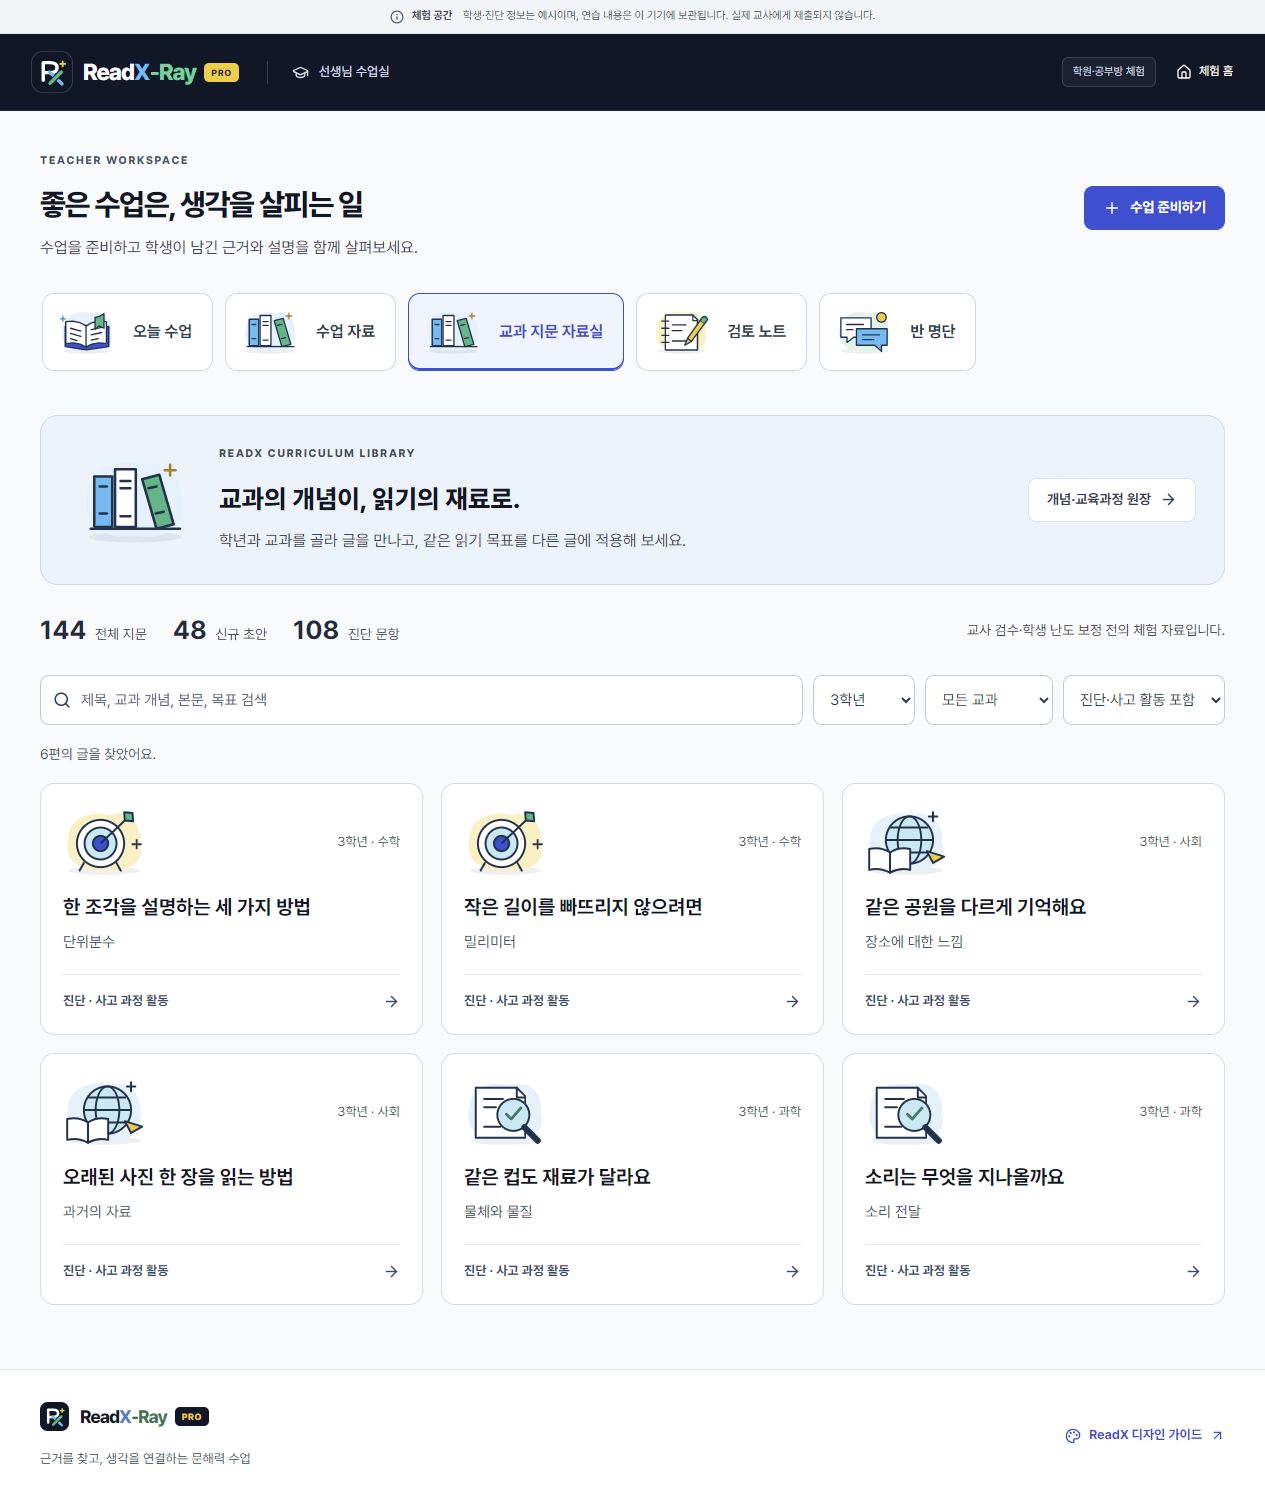 체험 공간 학생·진단 정보는 예시이며, 연습 내용은 이 기기에 보관됩니다. 실제 교사에게 제출되지 않습니다.
ReadX-Ray PRO 선생님 수업실 학원·공부방 체험 체험 홈
TEACHER WORKSPACE
좋은 수업은, 생각을 살피는 일
수업 준비하기
수업을 준비하고 학생이 남긴 근거와 설명을 함께 살펴보세요.
오늘 수업 수업 자료 교과 지문 자료실 검토 노트 반 명단
READX CURRICULUM LIBRARY
교과의 개념이, 읽기의 재료로.
개념·교육과정 원장
학년과 교과를 골라 글을 만나고, 같은 읽기 목표를 다른 글에 적용해 보세요.
144 전체 지문 48 신규 초안 108 진단 문항 교사 검수·학생 난도 보정 전의 체험 자료입니다.
제목, 교과 개념, 본문, 목표 검색 3학년 모든 교과 진단·사고 활동 포함
6편의 글을 찾았어요.
3학년 · 수학
한 조각을 설명하는 세 가지 방법
단위분수
진단 · 사고 과정 활동
3학년 · 수학
작은 길이를 빠뜨리지 않으려면
밀리미터
진단 · 사고 과정 활동
3학년 · 사회
같은 공원을 다르게 기억해요
장소에 대한 느낌
진단 · 사고 과정 활동
3학년 · 사회
오래된 사진 한 장을 읽는 방법
과거의 자료
진단 · 사고 과정 활동
3학년 · 과학
같은 컵도 재료가 달라요
물체와 물질
진단 · 사고 과정 활동
3학년 · 과학
소리는 무엇을 지나올까요
소리 전달
진단 · 사고 과정 활동
ReadX-Ray PRO
ReadX 디자인 가이드
근거를 찾고, 생각을 연결하는 문해력 수업